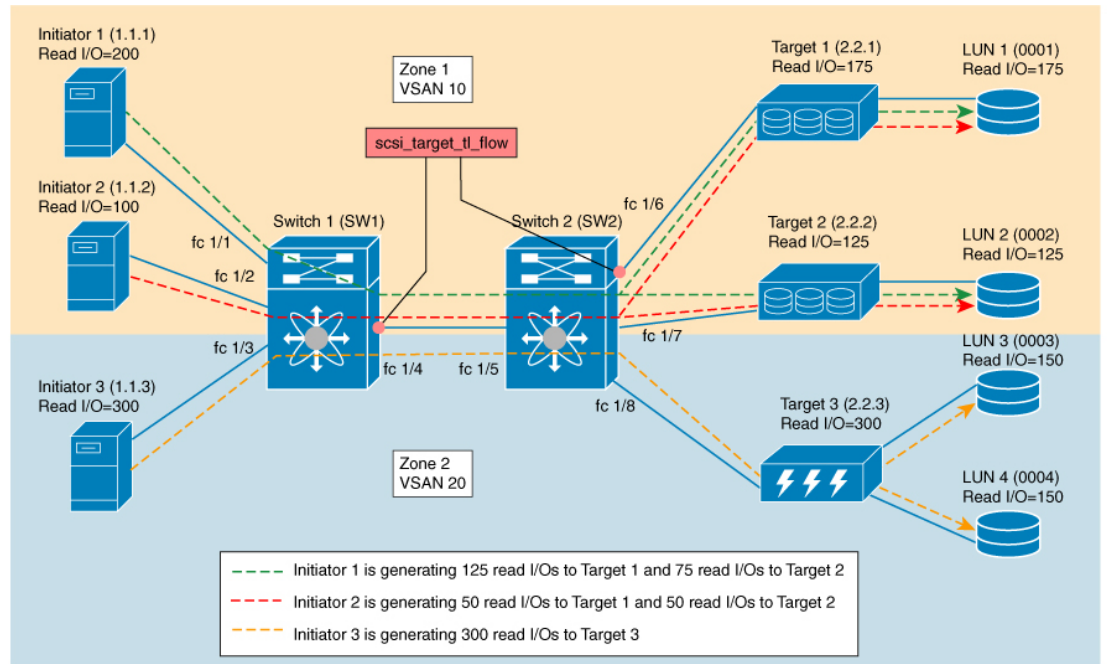 Initiator 1 (1.1.1)
Read I/O=200
Zone 1
VSAN 10
Target 1 (2.2.1)
Read I/O=175
LUN 1 (0001)
Read I/O=175
scsi_target_tl_flow
Initiator 2 (1.1.2)
Read I/O=100
Switch 1 (SW1)
Switch 2 (SW2)
fc 1/6
Target 2 (2.2.2)
Read I/O=125
LUN 2 (0002)
Read I/O=125
fc 1/1
fc 1/2
fc 1/3
fc 1/4
fc 1/5
fc 1/7
fc 1/8
LUN 3 (0003)
Read I/O=150
Initiator 3 (1.1.3)
Read I/O=300
Target 3 (2.2.3)
Read I/O=300
Zone 2
VSAN 20
LUN 4 (0004)
Read I/O=150
Initiator 1 is generating 125 read I/Os to Target 1 and 75 read I/Os to Target 2
Initiator 2 is generating 50 read I/Os to Target 1 and 50 read I/Os to Target 2
Initiator 3 is generating 300 read I/Os to Target 3